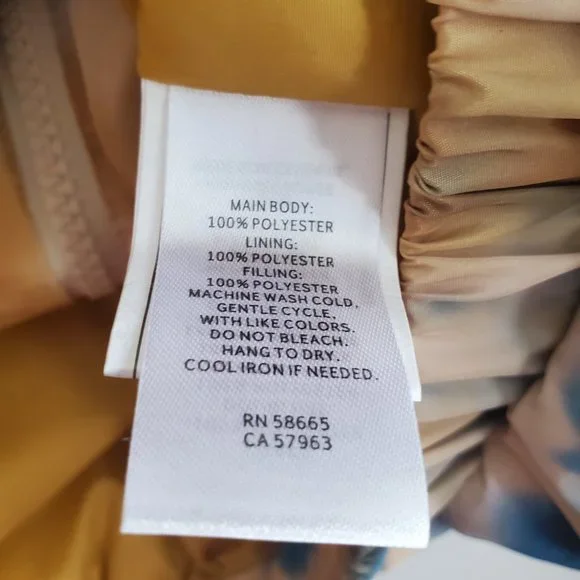 MAIN BODY:
100% POLYESTER
LINING:
100% POLYESTER
FILLING:
100% POLYESTER
MACHINE WASH COLD,
GENTLE CYCLE,
WITH LIKE COLORS.
DO NOT BLEACH.
HANG TO DRY.
COOL IRON IF NEEDED.
RN 58665
CA 57963